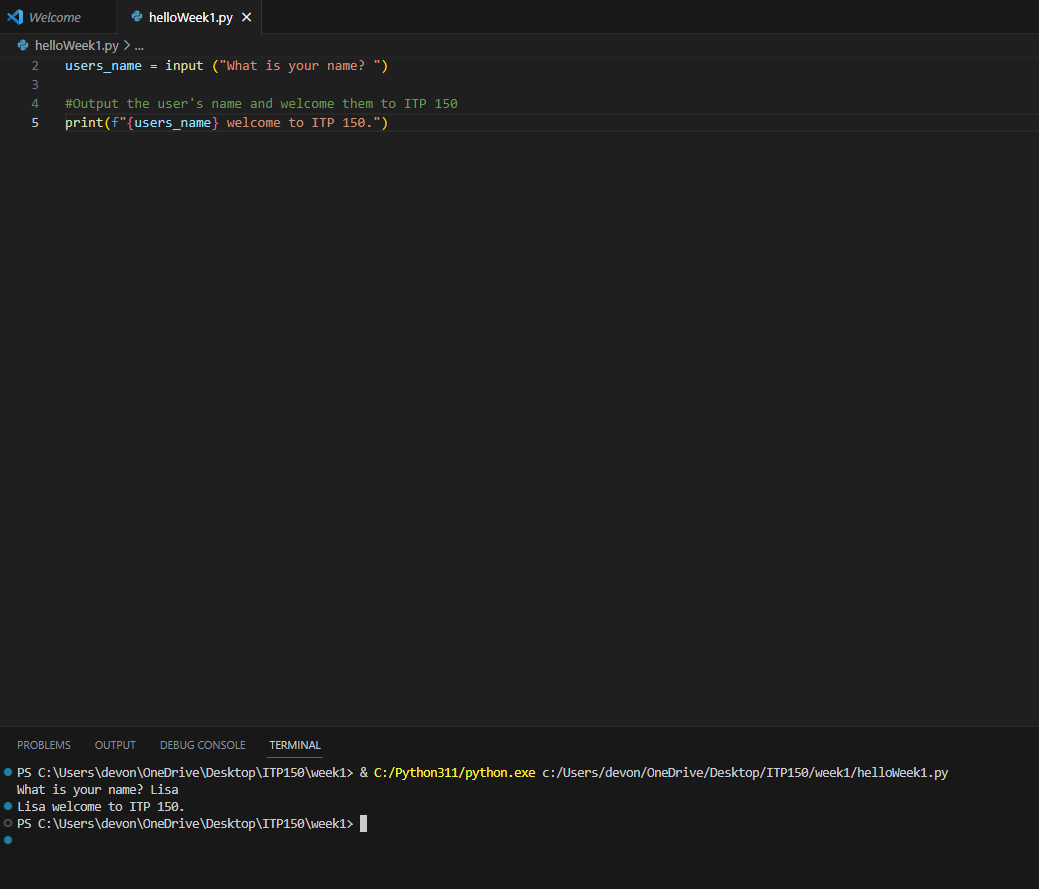 Welcome helloWeek1.py
helloWeek1.py > ...
2 users_name = input ("What is your name? ")
3
4 #Output the user's name and welcome them to ITP 150
5 print(f"{users_name} welcome to ITP 150.")
PROBLEMS OUTPUT DEBUG CONSOLE TERMINAL
PS C:\Users\devon\OneDrive\Desktop\ITP150\week1> & C:/Python311/python.exe c:/Users/devon/OneDrive/Desktop/ITP150/week1/helloWeek1.py
What is your name? Lisa
Lisa welcome to ITP 150.
PS C:\Users\devon\OneDrive\Desktop\ITP150\week1>